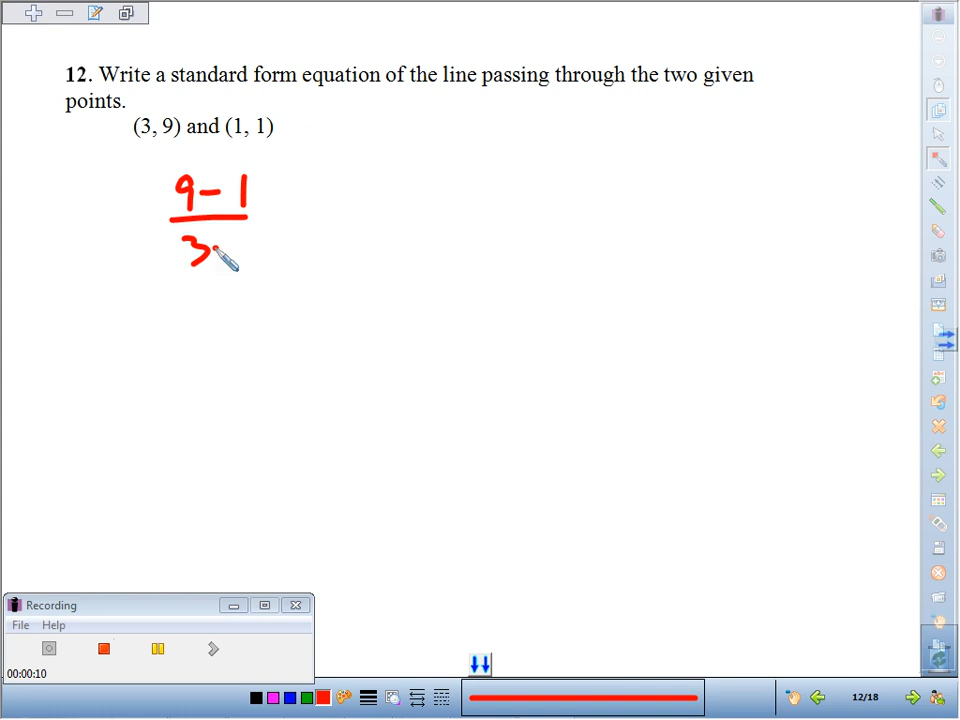 12. Write a standard form equation of the line passing through the two given
points.
(3, 9) and (1, 1)
9 - 1
3
Recording
File Help
00:00:10
12/18